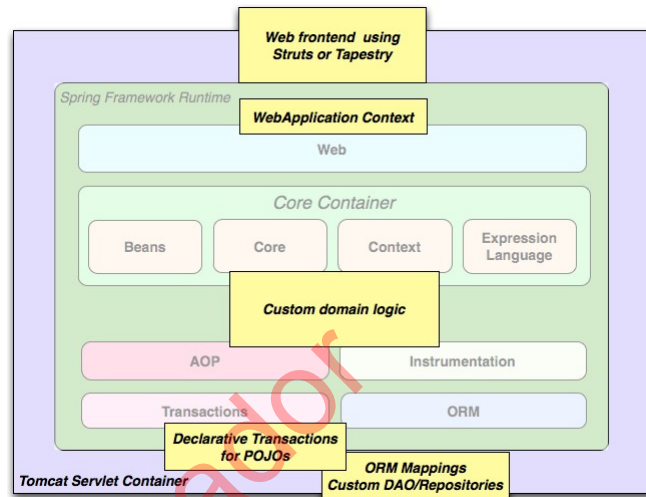 Web frontend using
Struts or Tapestry
Spring Framework Runtime
WebApplication Context
Web
Core Container
Beans
Core
Context
Expression
Language
Custom domain logic
AOP
Instrumentation
Transactions
ORM
Declarative Transactions
for POJOs
ORM Mappings
Custom DAO/Repositories
Tomcat Servlet Container
ador